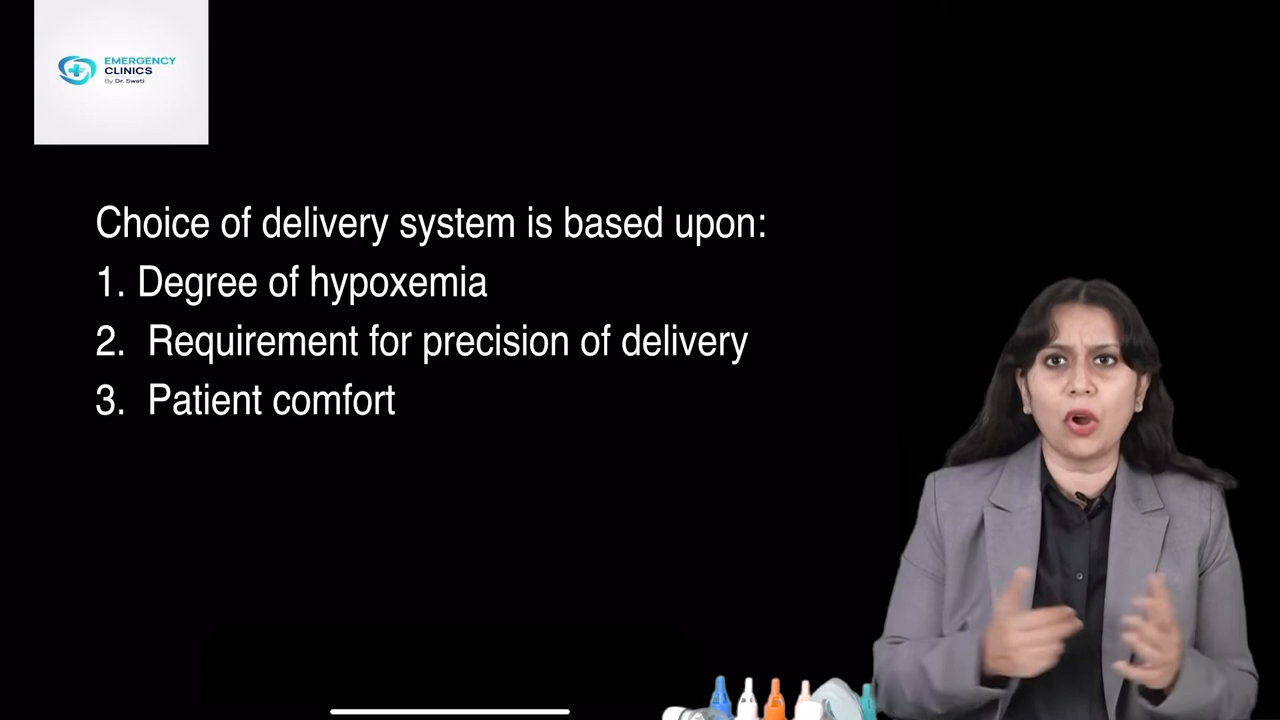 EMERGENCY
CLINICS
By Dr. Swati
Choice of delivery system is based upon:
1. Degree of hypoxemia
2. Requirement for precision of delivery
3. Patient comfort